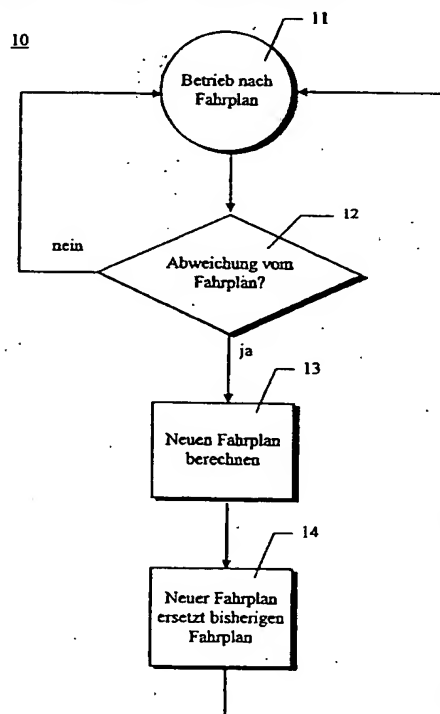 11
10
Betrieb nach
Fahrplan
12
nein
Abweichung vom
Fahrplan?
ja
13
Neuen Fahrplan
berechnen
14
Neuer Fahrplan
ersetzt bisherigen
Fahrplan